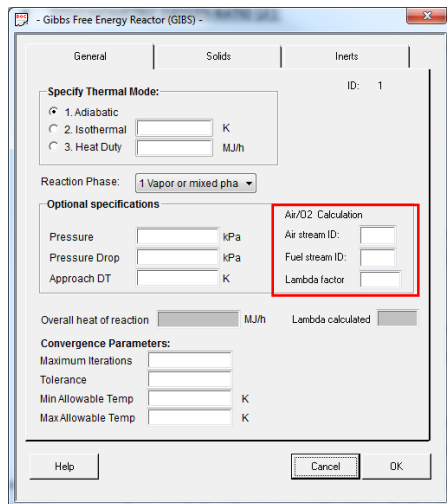 - Gibbs Free Energy Reactor (GIBS) -
General Solids Inerts
ID: 1
Specify Thermal Mode:
1. Adiabatic
2. Isothermal K
3. Heat Duty MJ/h
Reaction Phase: 1 Vapor or mixed pha
Optional specifications
Pressure kPa
Pressure Drop kPa
Approach DT K
Air/O2 Calculation
Air stream ID:
Fuel stream ID:
Lambda factor
Overall heat of reaction MJ/h Lambda calculated
Convergence Parameters:
Maximum Iterations
Tolerance
Min Allowable Temp K
Max Allowable Temp K
Help Cancel OK